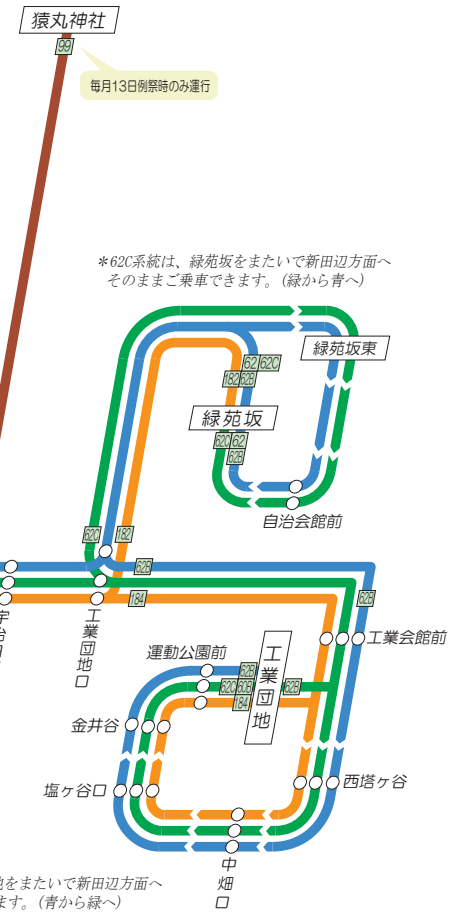 猿丸神社
99
毎月13日例祭時のみ運行
＊62C系統は、緑苑坂をまたいで新田辺方面へ
そのままご乗車できます。(緑から青へ)
緑苑坂東
62 62C
182 62B
緑苑坂
62C 62
62B
自治会館前
62C 182
62B
184
62B
工業団地口
工業会館前
運動公園前
工業団地
62B
62C 60B
184
62B
金井谷
塩ヶ谷口
西塔ヶ谷
中畑口
をまたいで新田辺方面へ
ます。(青から緑へ)